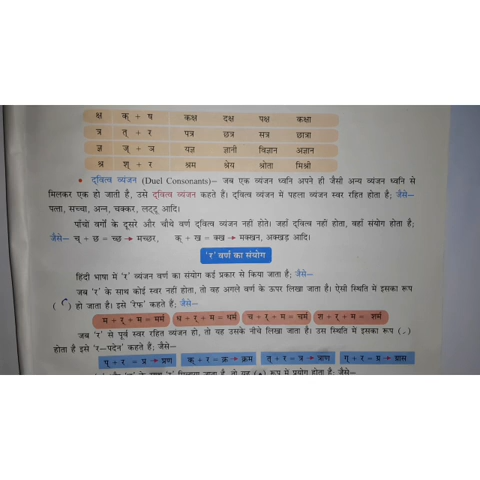 क्ष क् + ष कक्ष दक्ष पक्ष कक्षा
त्र त् + र पत्र छत्र सत्र छात्रा
ज्ञ ज् + ञ यज्ञ ज्ञानी विज्ञान अज्ञान
श्र श् + र श्रम श्रेय श्रोता मिश्री
• द्वित्व व्यंजन (Duel Consonants)– जब एक व्यंजन ध्वनि अपने ही जैसी अन्य व्यंजन ध्वनि से
मिलकर एक हो जाती है, उसे द्वित्व व्यंजन कहते हैं। द्वित्व व्यंजन में पहला व्यंजन स्वर रहित होता है; जैसे–
पत्ता, सच्चा, अन्न, चक्कर, लट्टू आदि।
पाँचों वर्गों के दूसरे और चौथे वर्ण द्वित्व व्यंजन नहीं होते। जहाँ द्वित्व नहीं होता, वहाँ संयोग होता है;
जैसे– च् + छ = च्छ → मच्छर, क् + ख = क्ख → मक्खन, अक्खड़ आदि।
'र' वर्ण का संयोग
हिंदी भाषा में 'र' व्यंजन वर्ण का संयोग कई प्रकार से किया जाता है; जैसे–
जब 'र' के साथ कोई स्वर नहीं होता, तो वह अगले वर्ण के ऊपर लिखा जाता है। ऐसी स्थिति में इसका रूप
( र्) हो जाता है। इसे 'रेफ' कहते हैं; जैसे–
म + र् + म = मर्म ध + र् + म = धर्म च + र् + म = चर्म श + र् + म = शर्म
जब 'र' से पूर्व स्वर रहित व्यंजन हो, तो यह उसके नीचे लिखा जाता है। उस स्थिति में इसका रूप (्र)
होता है इसे 'र–पदेन' कहते हैं; जैसे–
प् + र = प्र → प्रण क् + र = क्र → क्रम त् + र = त्र → त्रण ग् + र = ग्र → ग्रास